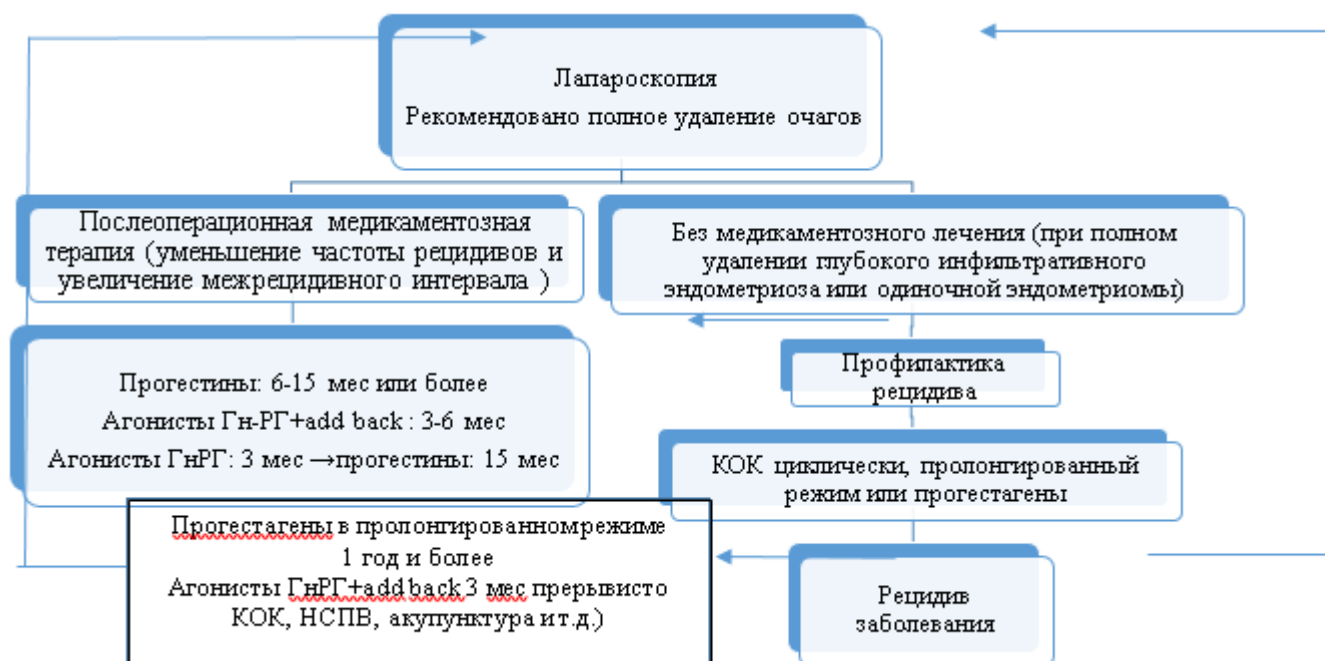 Лапароскопия
Рекомендовано полное удаление очагов
Послеоперационная медикаментозная
терапия (уменьшение частоты рецидивов и
увеличение межрецидивного интервала )
Без медикаментозного лечения (при полном
удалении глубокого инфильтративного
эндометриоза или одиночной эндометриомы)
Прогестины: 6-15 мес или более
Агонисты Гн-РГ+add back : 3-6 мес
Агонисты ГнРГ: 3 мес →прогестины: 15 мес
Профилактика
рецидива
КОК циклически, пролонгированный
режим или прогестагены
Прогестагены в пролонгированномрежиме
1 год и более
Агонисты ГнРГ+add back 3 мес прерывисто
КОК, НСПВ, акупунктура ит.д.)
Рецидив
заболевания